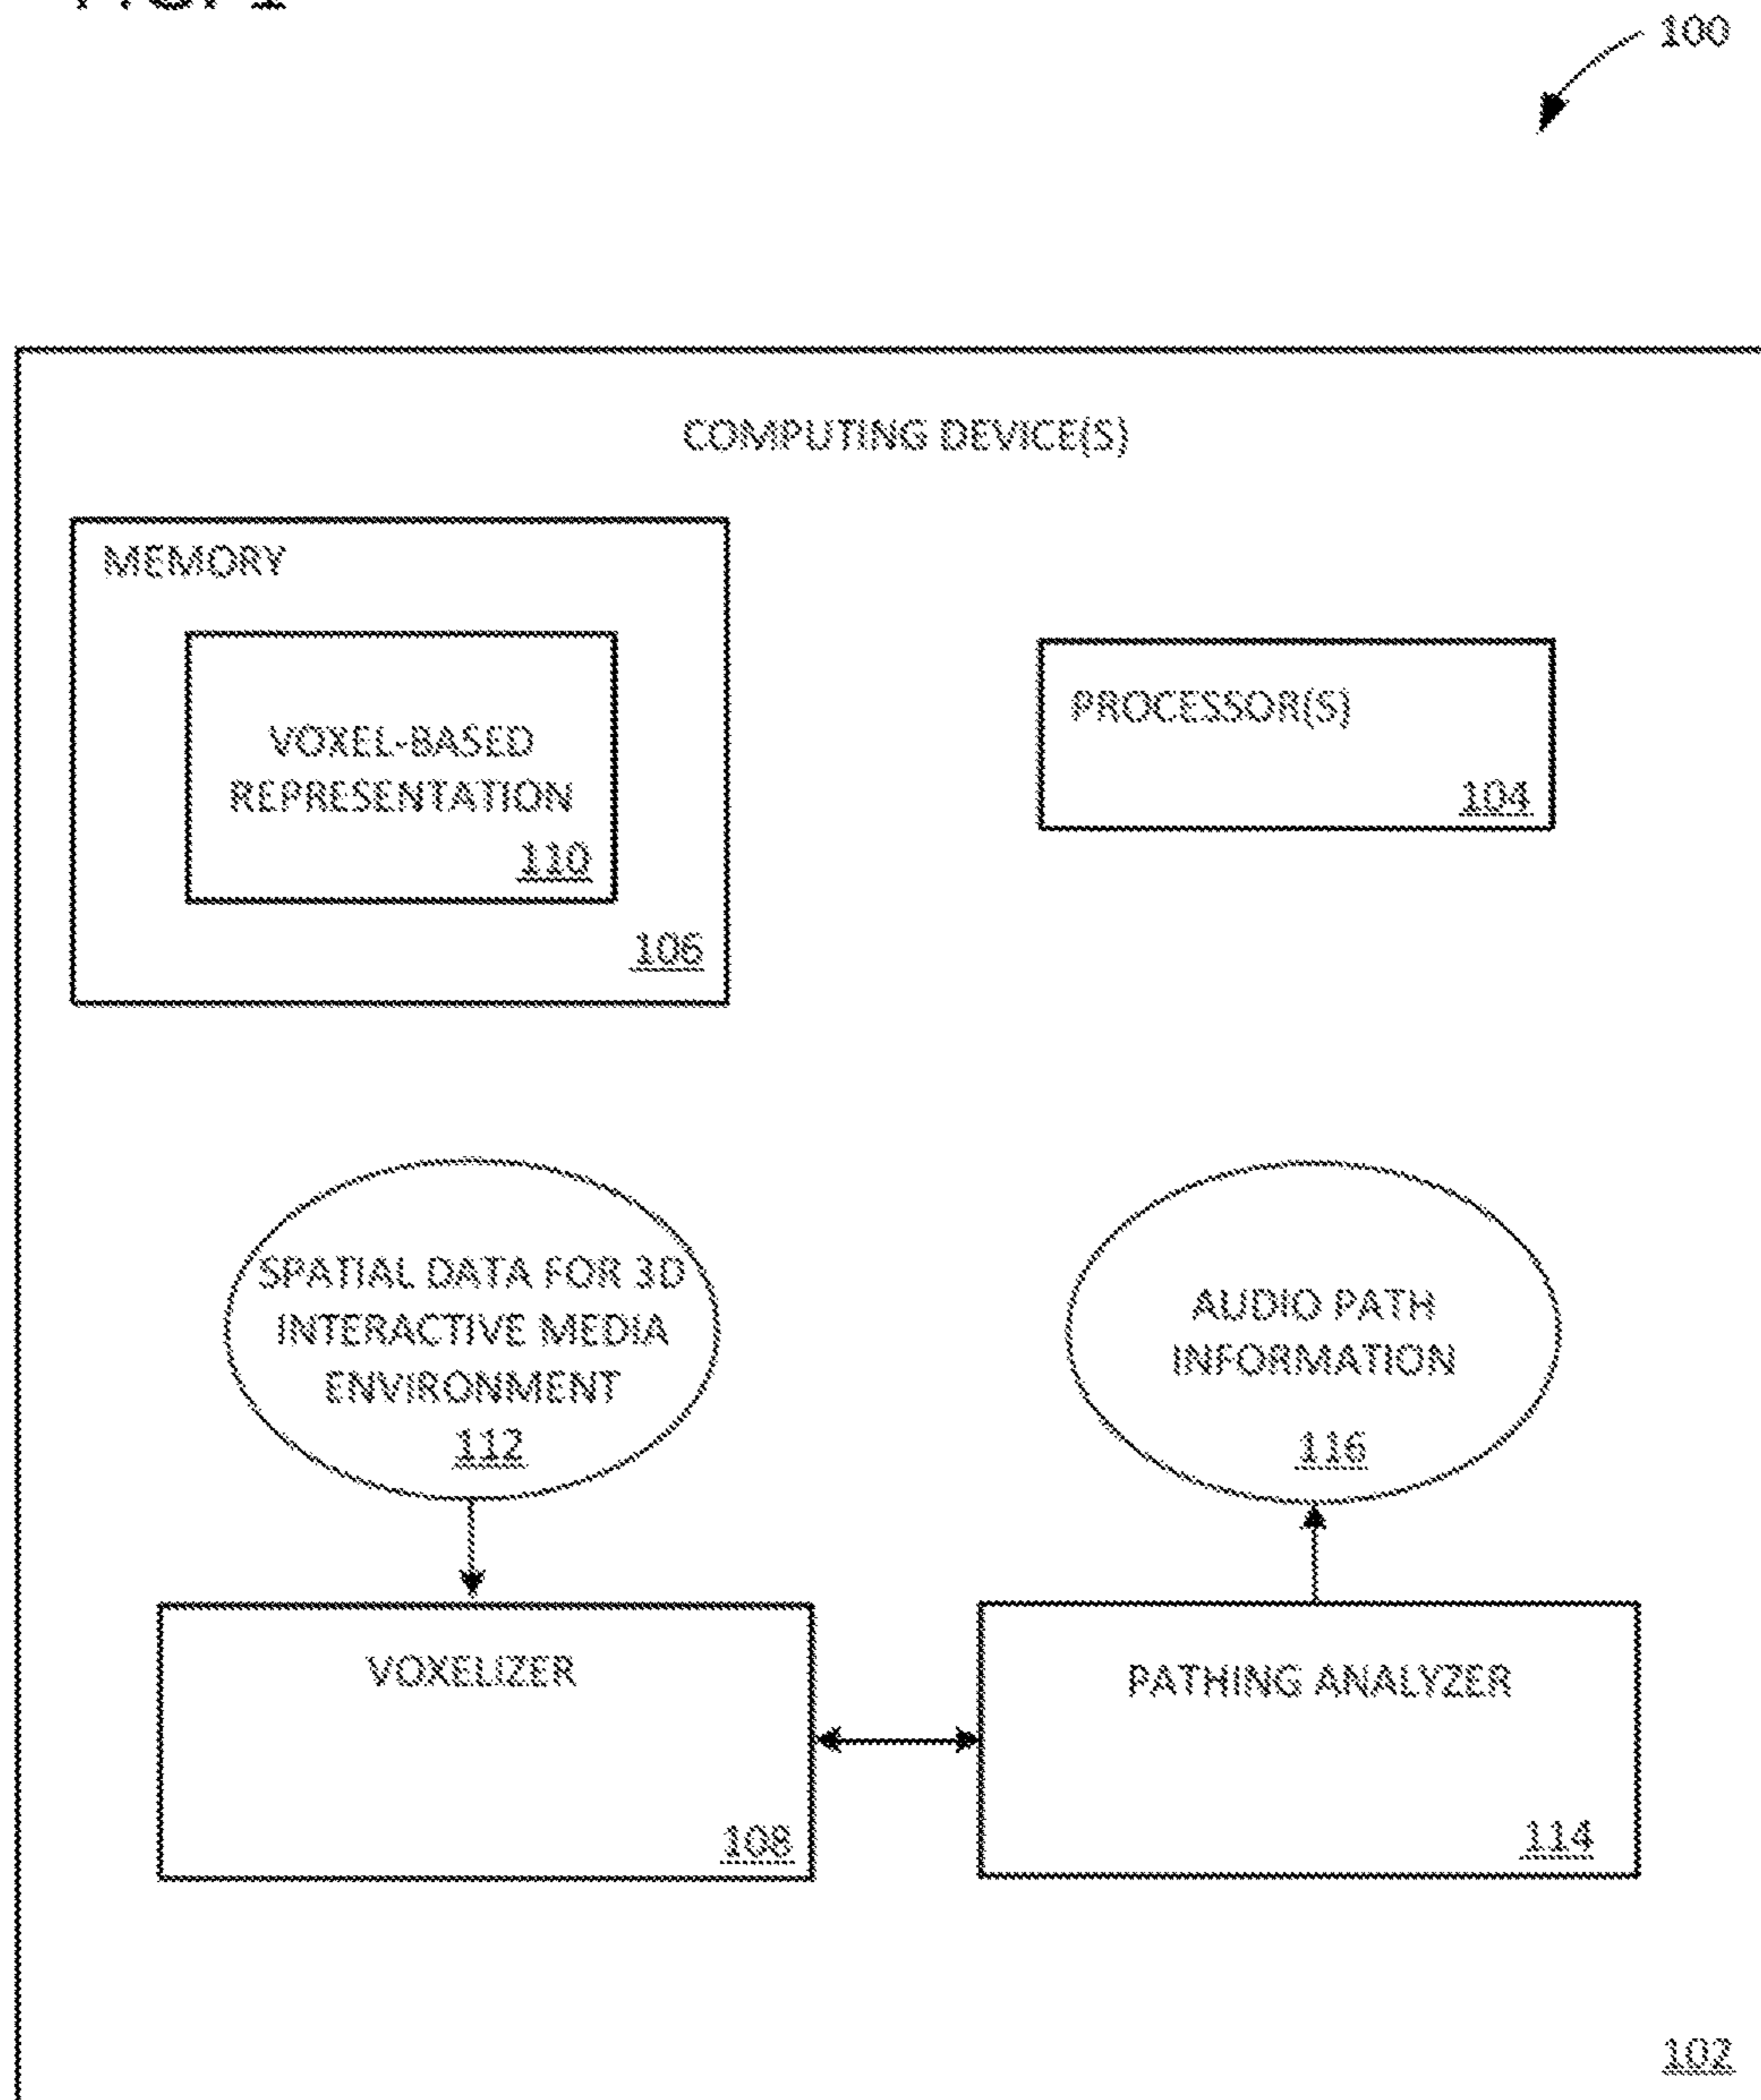 100
COMPUTING DEVICE(S)
MEMORY
VOXEL-BASED
REPRESENTATION
110
106
PROCESSOR(S)
104
SPATIAL DATA FOR 3D
INTERACTIVE MEDIA
ENVIRONMENT
112
AUDIO PATH
INFORMATION
116
VOXELIZER
108
PATHING ANALYZER
114
102